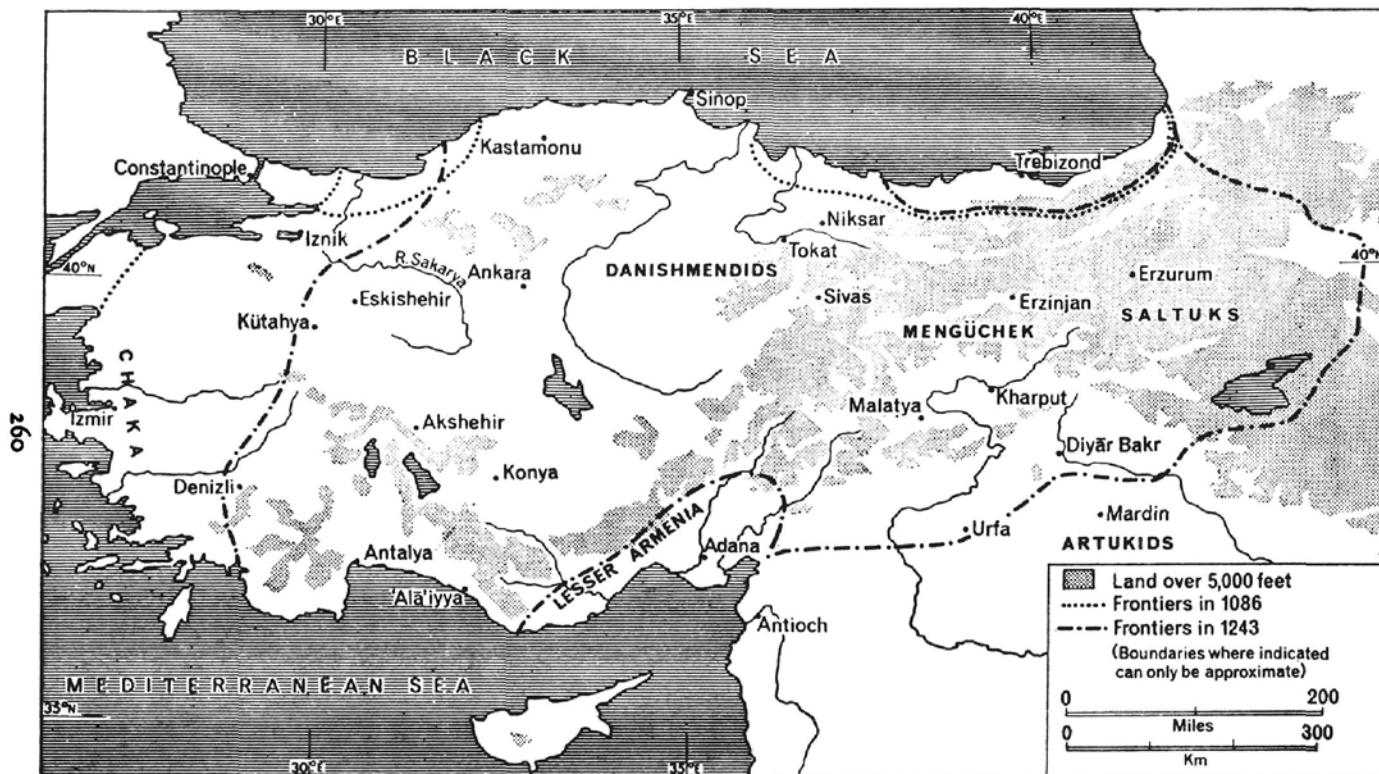 30°E
35°E
40°E
BLACK SEA
Sinop
Kastamonu
Constantinople
Trebizond
Iznik
Niksar
Tokat
40°N
R. Sakarya
Ankara
DANISHMENDIDS
Erzurum
40°N
Eskishehir
Sivas
Erzinjan
SALTUKS
Kütahya
MENGÜCHEK
CHAKA
Izmir
Kharput
Malaṭya
Akshehir
Diyār Bakr
Konya
Denizli
Mardin
Urfa
LESSER ARMENIA
Adana
ARTUKIDS
Antalya
'Alā'iyya
Antioch
MEDITERRANEAN SEA
35°N
30°E
35°E
Land over 5,000 feet
Frontiers in 1086
Frontiers in 1243
(Boundaries where indicated
can only be approximate)
0 200
Miles
0 300
Km
260